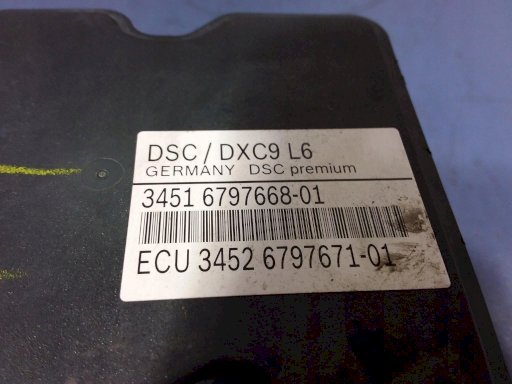 DSC / DXC9 L6
GERMANY DSC premium
3451 6797668-01
ECU 3452 6797671-01